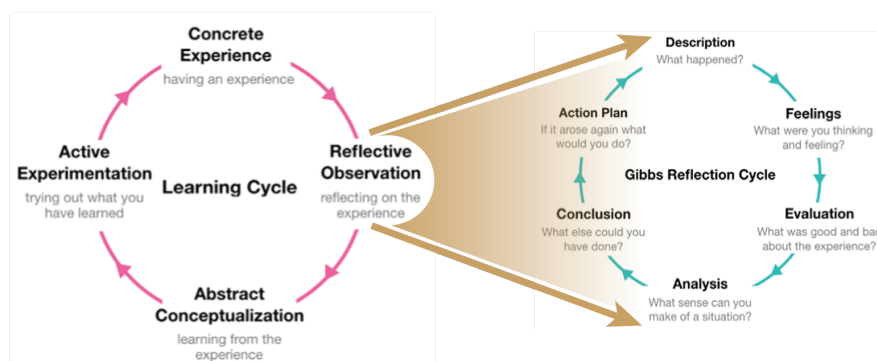 Concrete
Experience
having an experience
Reflective
Observation
reflecting on the
experience
Abstract
Conceptualization
learning from the
experience
Active
Experimentation
trying out what you
have learned
Learning Cycle
Description
What happened?
Feelings
What were you thinking
and feeling?
Evaluation
What was good and bad
about the experience?
Analysis
What sense can you
make of a situation?
Conclusion
What else could you
have done?
Action Plan
If it arose again what
would you do?
Gibbs Reflection Cycle